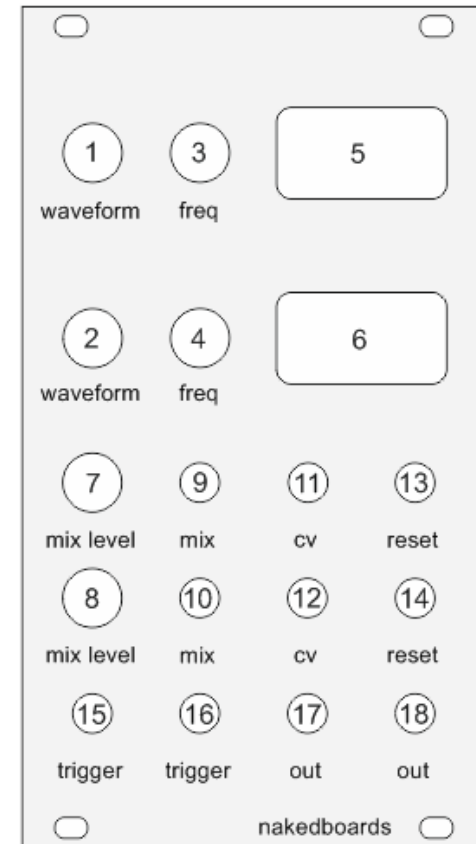 1 3 5
waveform freq
2 4 6
waveform freq
7 9 11 13
mix level mix cv reset
8 10 12 14
mix level mix cv reset
15 16 17 18
trigger trigger out out
nakedboards